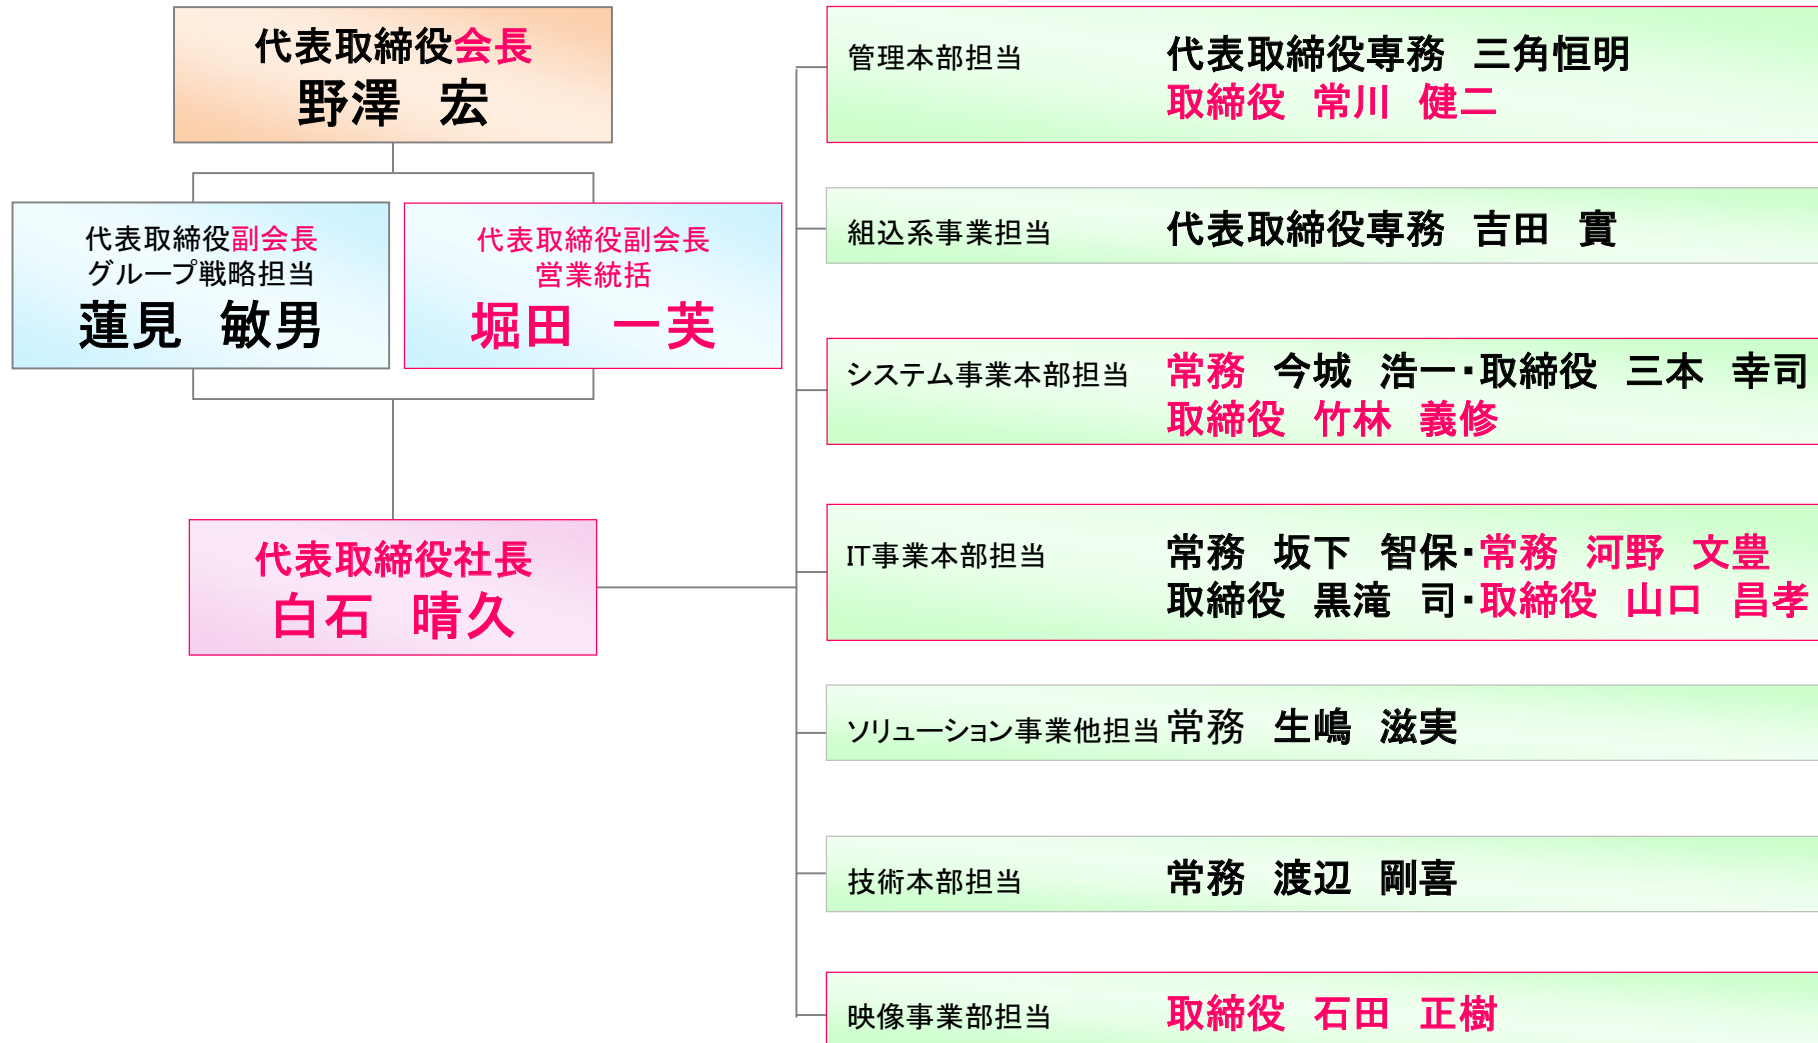 代表取締役会長
野澤　宏
代表取締役副会長
グループ戦略担当
蓮見　敏男
代表取締役副会長
営業統括
堀田　一芙
代表取締役社長
白石　晴久
管理本部担当　代表取締役専務　三角恒明
取締役　常川　健二
組込系事業担当　代表取締役専務　吉田　實
システム事業本部担当　常務　今城　浩一・取締役　三本　幸司
取締役　竹林　義修
IT事業本部担当　常務　坂下　智保・常務　河野　文豊
取締役　黒滝　司・取締役　山口　昌孝
ソリューション事業他担当　常務　生嶋　滋実
技術本部担当　常務　渡辺　剛喜
映像事業部担当　取締役　石田　正樹